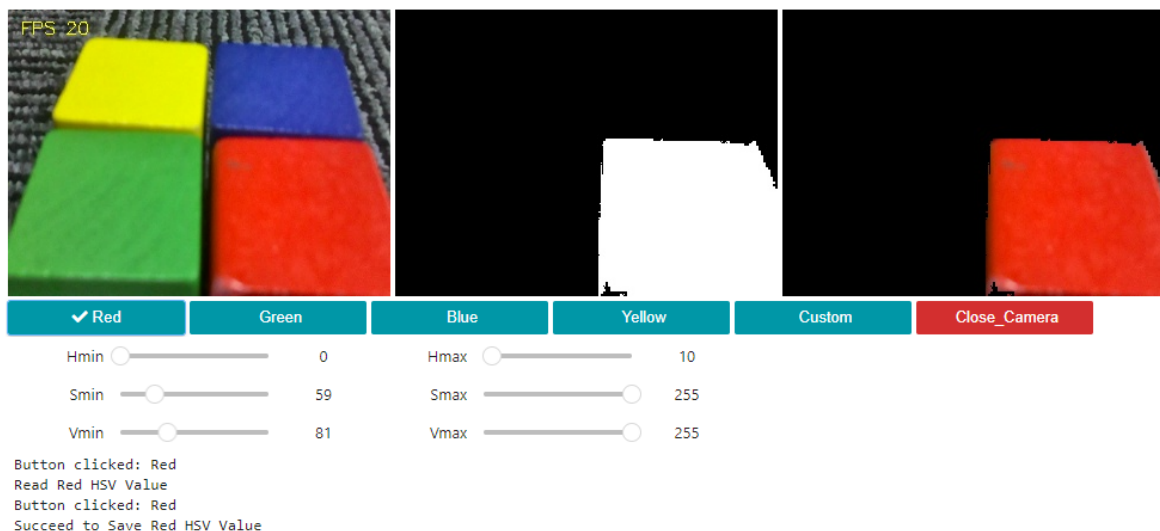 FPS 20
Red Green Blue Yellow Custom Close_Camera
Hmin 0 Hmax 10
Smin 59 Smax 255
Vmin 81 Vmax 255
Button clicked: Red
Read Red HSV Value
Button clicked: Red
Succeed to Save Red HSV Value